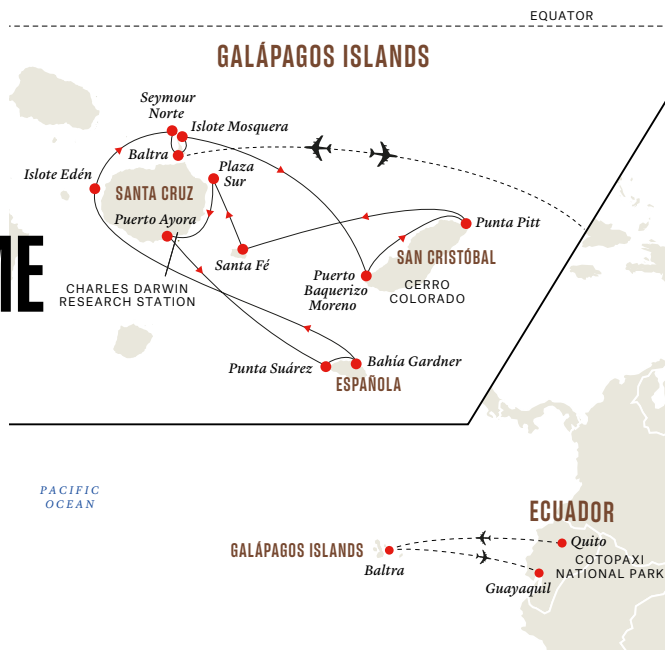 EQUATOR
GALÁPAGOS ISLANDS
Seymour
Norte
Islote Mosquera
Baltra
Plaza
Sur
Islote Edén
SANTA CRUZ
Puerto Ayora
Punta Pitt
Santa Fé
SAN CRISTÓBAL
Puerto
Baquerizo
Moreno
CERRO
COLORADO
CHARLES DARWIN
RESEARCH STATION
ME
Punta Suárez
Bahía Gardner
ESPAÑOLA
PACIFIC
OCEAN
ECUADOR
GALÁPAGOS ISLANDS
Baltra
Quito
COTOPAXI
NATIONAL PARK
Guayaquil